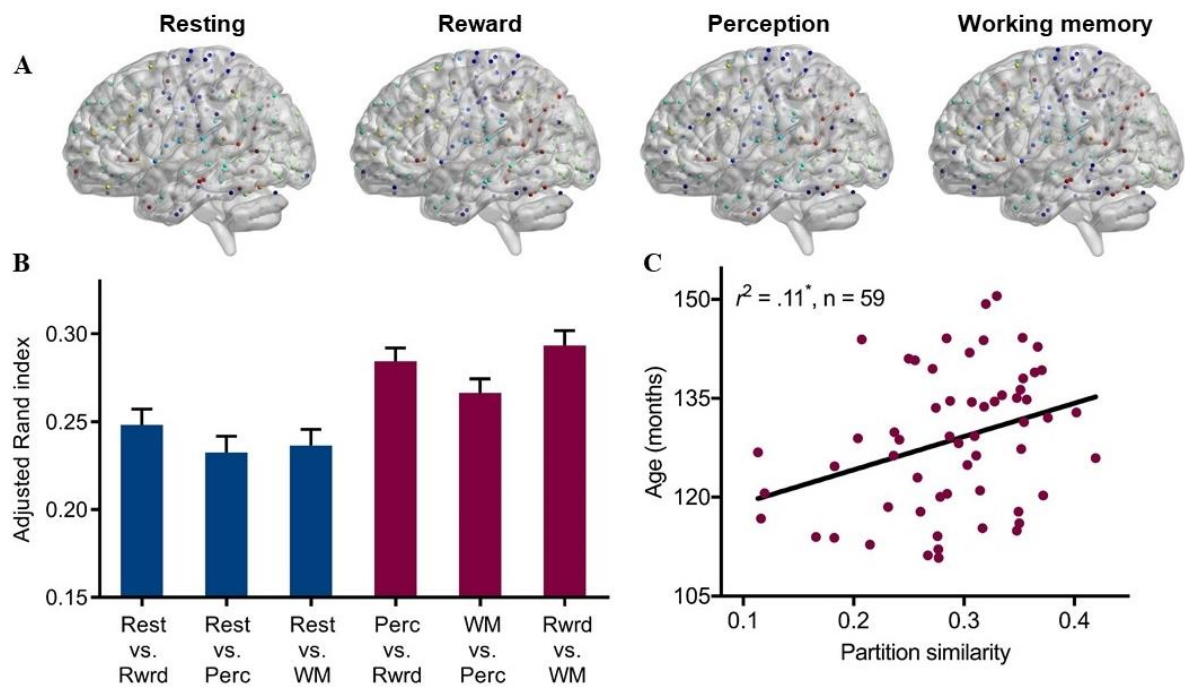 Resting Reward Perception Working memory
A
B
Adjusted Rand index
0.30
0.25
0.20
0.15
Rest vs. Rwrd
Rest vs. Perc
Rest vs. WM
Perc vs. Rwrd
WM vs. Perc
Rwrd vs. WM
C
r² = .11*, n = 59
Age (months)
150
135
120
105
0.1 0.2 0.3 0.4
Partition similarity